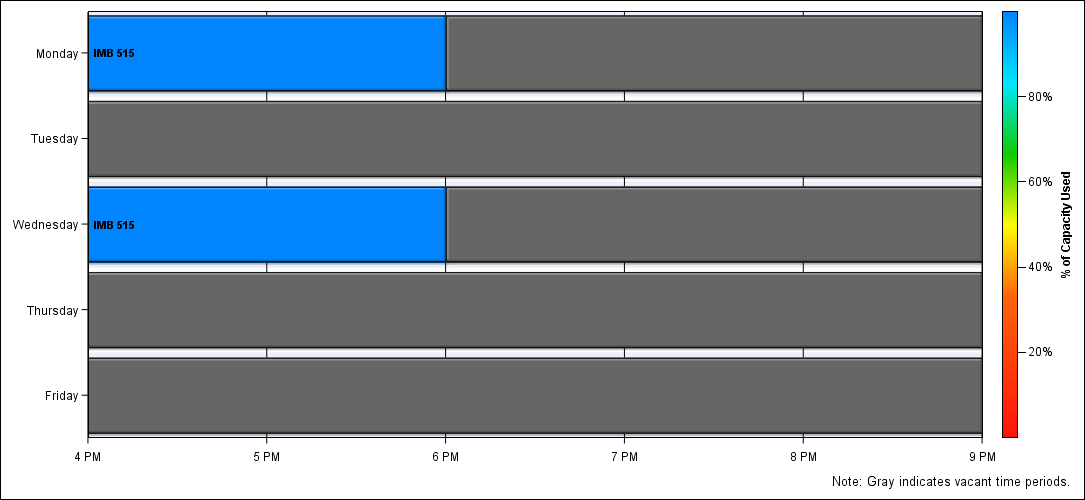 Monday
IMB 515
Tuesday
Wednesday
IMB 515
Thursday
Friday
4 PM 5 PM 6 PM 7 PM 8 PM 9 PM
80%
60%
40%
20%
% of Capacity Used
Note: Gray indicates vacant time periods.